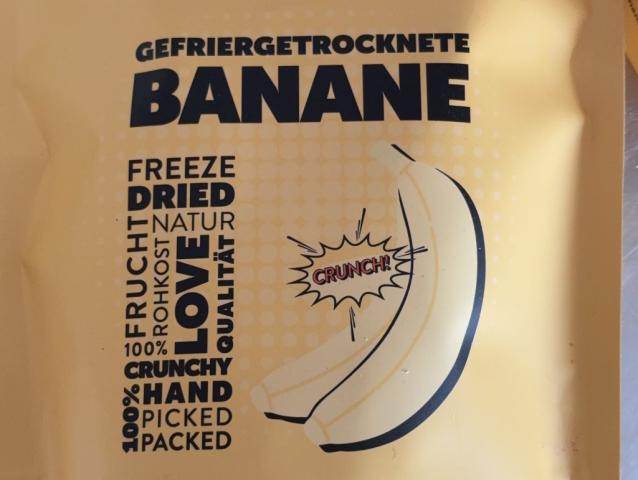 GEFRIERGETROCKNETE
BANANE
FREEZE
DRIED
FRUCHT
NATUR
ROHKOST
LOVE
QUALITÄT
100%
CRUNCHY
100%
HAND
PICKED
PACKED
CRUNCH!